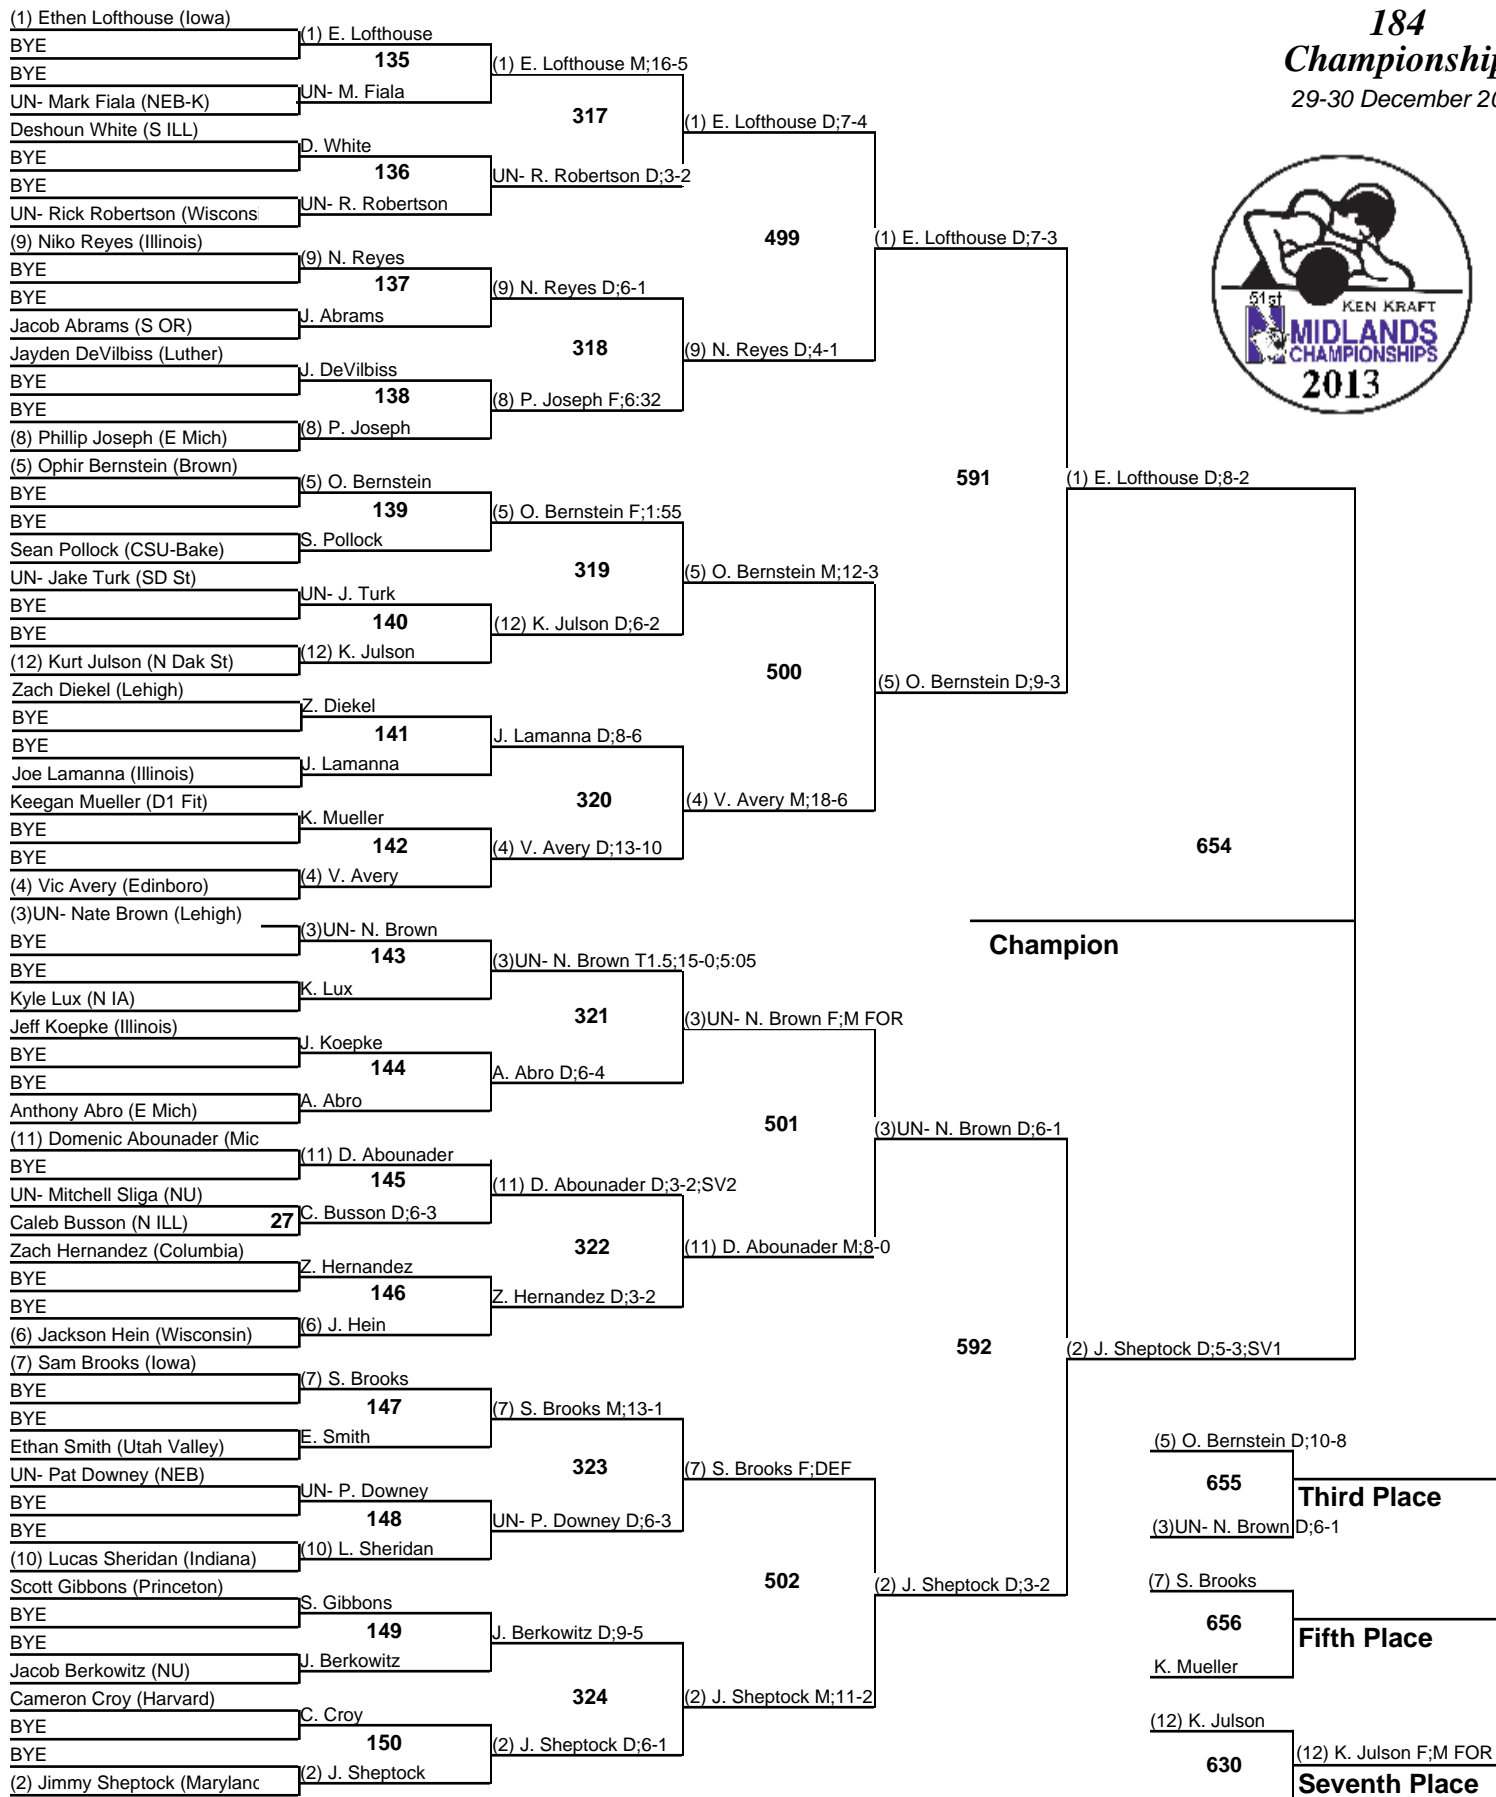 184
Championship
29-30 December 20
51st
KEN KRAFT
MIDLANDS
CHAMPIONSHIPS
2013
(1) Ethen Lofthouse (Iowa)
BYE
BYE
UN- Mark Fiala (NEB-K)
Deshoun White (S ILL)
BYE
BYE
UN- Rick Robertson (Wiscons
(9) Niko Reyes (Illinois)
BYE
BYE
Jacob Abrams (S OR)
Jayden DeVilbiss (Luther)
BYE
BYE
(8) Phillip Joseph (E Mich)
(5) Ophir Bernstein (Brown)
BYE
BYE
Sean Pollock (CSU-Bake)
UN- Jake Turk (SD St)
BYE
BYE
(12) Kurt Julson (N Dak St)
Zach Diekel (Lehigh)
BYE
BYE
Joe Lamanna (Illinois)
Keegan Mueller (D1 Fit)
BYE
BYE
(4) Vic Avery (Edinboro)
(3)UN- Nate Brown (Lehigh)
BYE
BYE
Kyle Lux (N IA)
Jeff Koepke (Illinois)
BYE
BYE
Anthony Abro (E Mich)
(11) Domenic Abounader (Mic
BYE
UN- Mitchell Sliga (NU)
Caleb Busson (N ILL)
27
Zach Hernandez (Columbia)
BYE
BYE
(6) Jackson Hein (Wisconsin)
(7) Sam Brooks (Iowa)
BYE
BYE
Ethan Smith (Utah Valley)
UN- Pat Downey (NEB)
BYE
BYE
(10) Lucas Sheridan (Indiana)
Scott Gibbons (Princeton)
BYE
BYE
Jacob Berkowitz (NU)
Cameron Croy (Harvard)
BYE
BYE
(2) Jimmy Sheptock (Maryland
(1) E. Lofthouse
135
UN- M. Fiala
D. White
136
UN- R. Robertson
(9) N. Reyes
137
J. Abrams
J. DeVilbiss
138
(8) P. Joseph
(5) O. Bernstein
139
S. Pollock
UN- J. Turk
140
(12) K. Julson
Z. Diekel
141
J. Lamanna
K. Mueller
142
(4) V. Avery
(3)UN- N. Brown
143
K. Lux
J. Koepke
144
A. Abro
(11) D. Abounader
145
C. Busson D;6-3
Z. Hernandez
146
(6) J. Hein
(7) S. Brooks
147
E. Smith
UN- P. Downey
148
(10) L. Sheridan
S. Gibbons
149
J. Berkowitz
C. Croy
150
(2) J. Sheptock
(1) E. Lofthouse M;16-5
317
UN- R. Robertson D;3-2
(9) N. Reyes D;6-1
318
(8) P. Joseph F;6:32
(5) O. Bernstein F;1:55
319
(12) K. Julson D;6-2
J. Lamanna D;8-6
320
(4) V. Avery D;13-10
(3)UN- N. Brown T1.5;15-0;5:05
321
A. Abro D;6-4
(11) D. Abounader D;3-2;SV2
322
Z. Hernandez D;3-2
(7) S. Brooks M;13-1
323
UN- P. Downey D;6-3
J. Berkowitz D;9-5
324
(2) J. Sheptock D;6-1
(1) E. Lofthouse D;7-4
499
(9) N. Reyes D;4-1
(5) O. Bernstein M;12-3
500
(4) V. Avery M;18-6
(3)UN- N. Brown F;M FOR
501
(11) D. Abounader M;8-0
(7) S. Brooks F;DEF
502
(2) J. Sheptock M;11-2
(1) E. Lofthouse D;7-3
591
(5) O. Bernstein D;9-3
(3)UN- N. Brown D;6-1
592
(2) J. Sheptock D;3-2
(1) E. Lofthouse D;8-2
654
(2) J. Sheptock D;5-3;SV1
Champion
(5) O. Bernstein D;10-8
655
Third Place
(3)UN- N. Brown D;6-1
(7) S. Brooks
656
Fifth Place
K. Mueller
(12) K. Julson
630
(12) K. Julson F;M FOR
Seventh Place